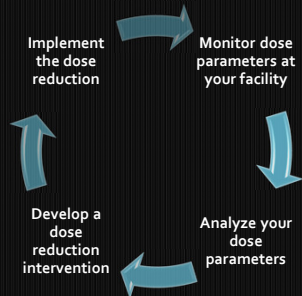 Implement
the dose
reduction
Monitor dose
parameters at
your facility
Analyze your
dose
parameters
Develop a
dose
reduction
intervention